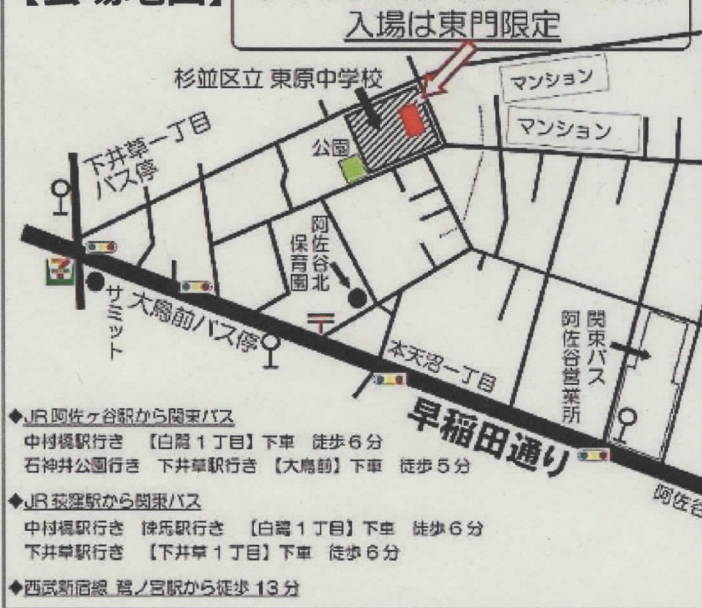 入場は東門限定
杉並区立 東原中学校
マンション
マンション
下井草一丁目
バス停
公園
阿佐谷北
保育園
サミット
大鳥前バス停
本天沼一丁目
関東バス
阿佐谷営業所
早稲田通り
阿佐谷
◆JR阿佐ヶ谷駅から関東バス
中村橋駅行き 【白鷺1丁目】下車 徒歩6分
石神井公園行き 下井草駅行き 【大鳥前】下車 徒歩5分
◆JR荻窪駅から関東バス
中村橋駅行き 練馬駅行き 【白鷺1丁目】下車 徒歩6分
下井草駅行き 【下井草1丁目】下車 徒歩6分
◆西武新宿線 鷺ノ宮駅から徒歩13分